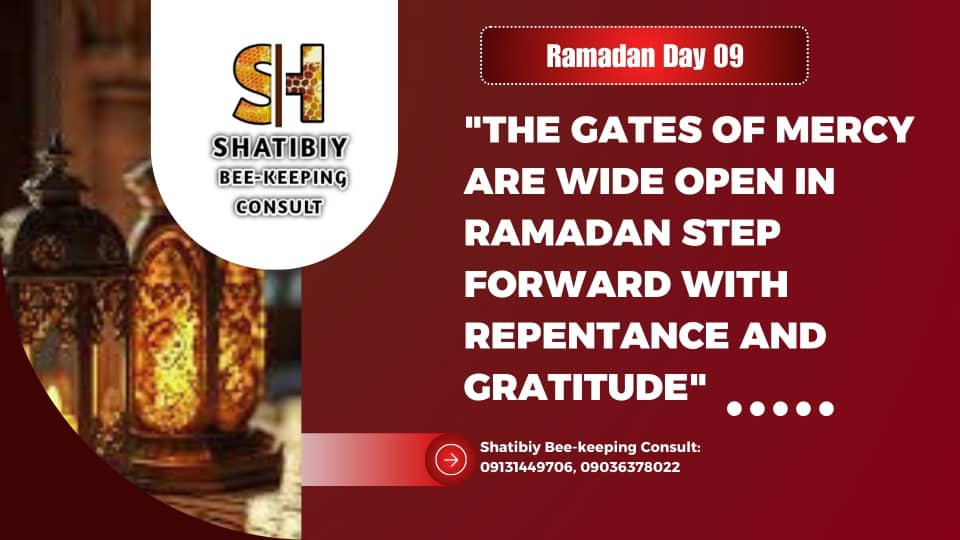 SH
SHATIBIY
BEE-KEEPING
CONSULT
Ramadan Day 09
"THE GATES OF MERCY
ARE WIDE OPEN IN
RAMADAN STEP
FORWARD WITH
REPENTANCE AND
GRATITUDE"
Shatibiy Bee-keeping Consult:
09131449706, 09036378022